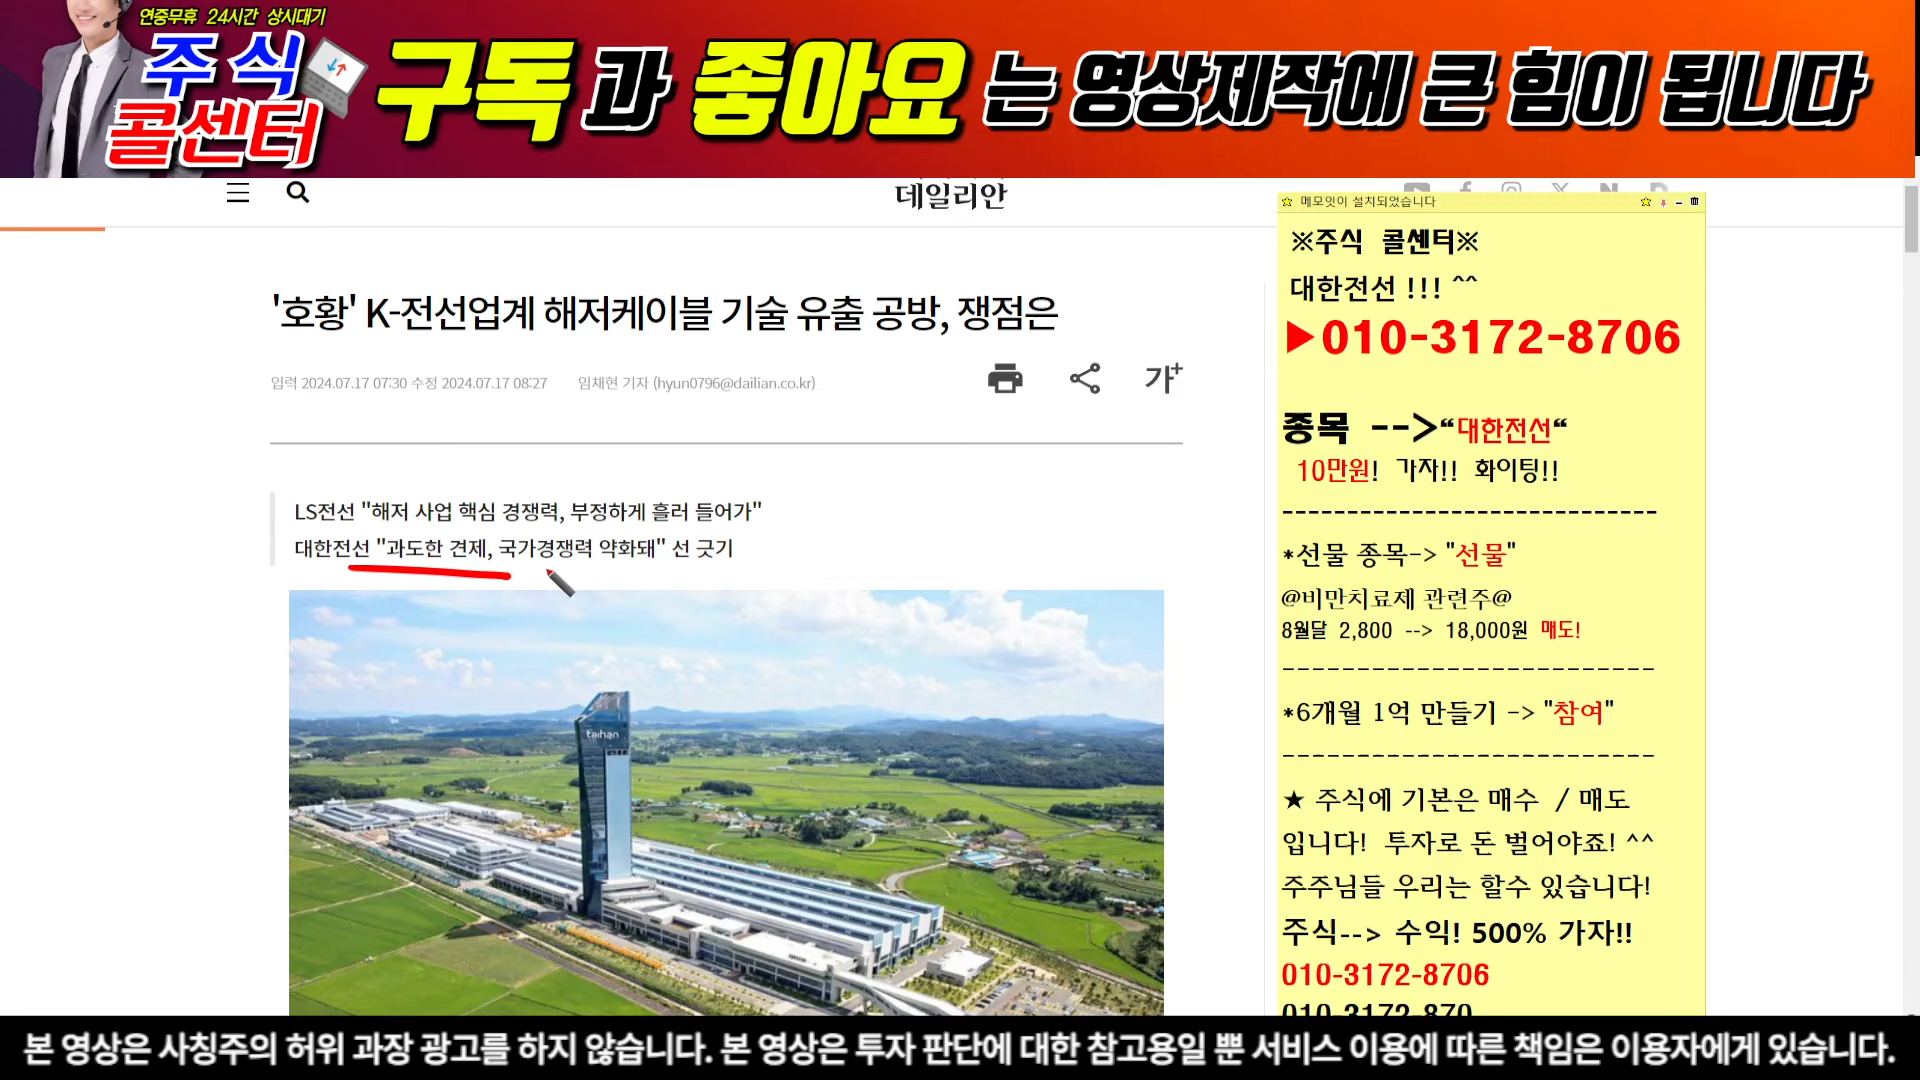 연중무휴 24시간 상시대기
주식
콜센터
구독과 좋아요는 영상제작에 큰 힘이 됩니다
데일리안
'호황' K-전선업계 해저케이블 기술 유출 공방, 쟁점은
입력 2024.07.17 07:30 수정 2024.07.17 08:27 임채현 기자 (hyun0796@dailian.co.kr)
가+
LS전선 "해저 사업 핵심 경쟁력, 부정하게 흘러 들어가"
대한전선 "과도한 견제, 국가경쟁력 약화돼" 선 긋기
taihan
메모잇이 설치되었습니다
※주식 콜센터※
대한전선 !!! ^^
▶010-3172-8706
종목 -->“대한전선“
10만원! 가자!! 화이팅!!
----------------------------
*선물 종목-> "선물"
@비만치료제 관련주@
8월달 2,800 --> 18,000원 매도!
-------------------------
*6개월 1억 만들기 -> "참여"
-------------------------
★ 주식에 기본은 매수 / 매도
입니다! 투자로 돈 벌어야죠! ^^
주주님들 우리는 할수 있습니다!
주식--> 수익! 500% 가자!!
010-3172-8706
010-3172-870
본 영상은 사칭주의 허위 과장 광고를 하지 않습니다. 본 영상은 투자 판단에 대한 참고용일 뿐 서비스 이용에 따른 책임은 이용자에게 있습니다.